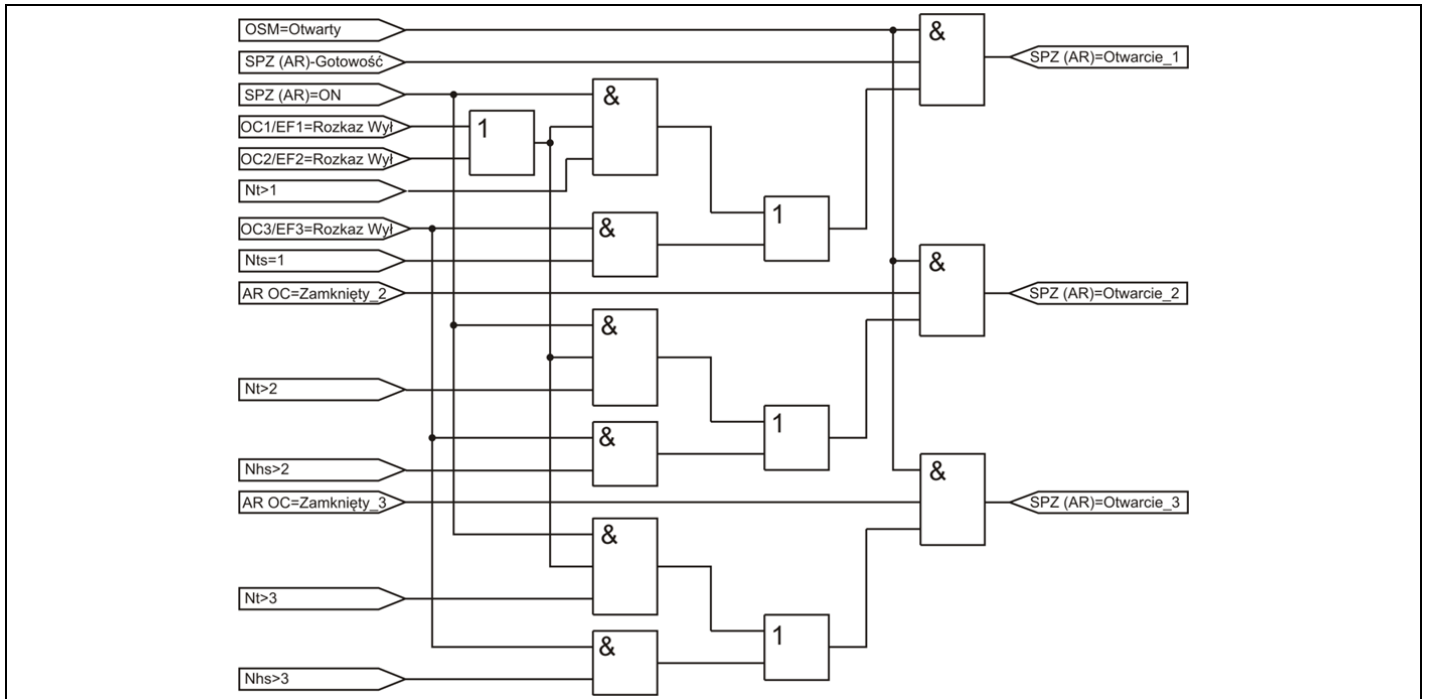 OSM=Otwarty
&
SPZ (AR)-Gotowość
SPZ (AR)=Otwarcie_1
SPZ (AR)=ON
&
OC1/EF1=Rozkaz Wył
1
OC2/EF2=Rozkaz Wył
Nt>1
1
OC3/EF3=Rozkaz Wył
&
Nts=1
&
AR OC=Zamknięty_2
SPZ (AR)=Otwarcie_2
&
Nt>2
1
&
Nhs>2
&
AR OC=Zamknięty_3
SPZ (AR)=Otwarcie_3
&
Nt>3
1
&
Nhs>3